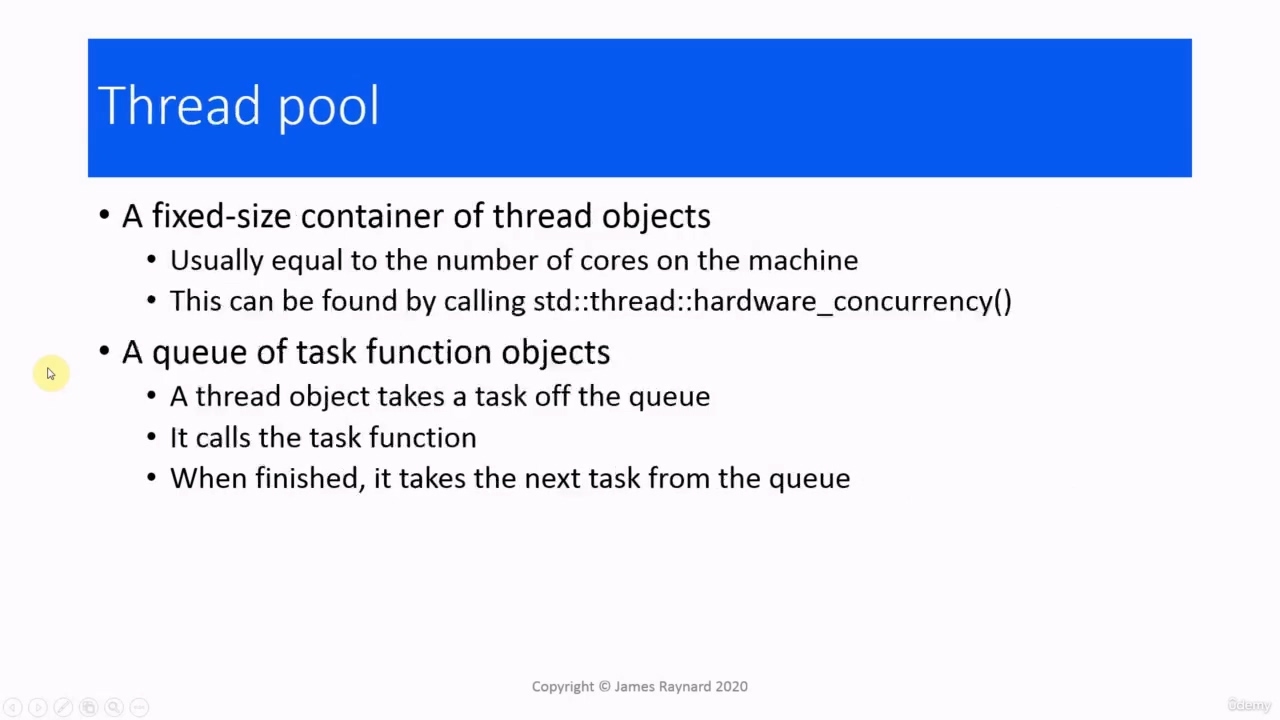 Thread pool
• A fixed-size container of thread objects
• Usually equal to the number of cores on the machine
• This can be found by calling std::thread::hardware_concurrency()
• A queue of task function objects
• A thread object takes a task off the queue
• It calls the task function
• When finished, it takes the next task from the queue
Copyright © James Raynard 2020
ûdemy